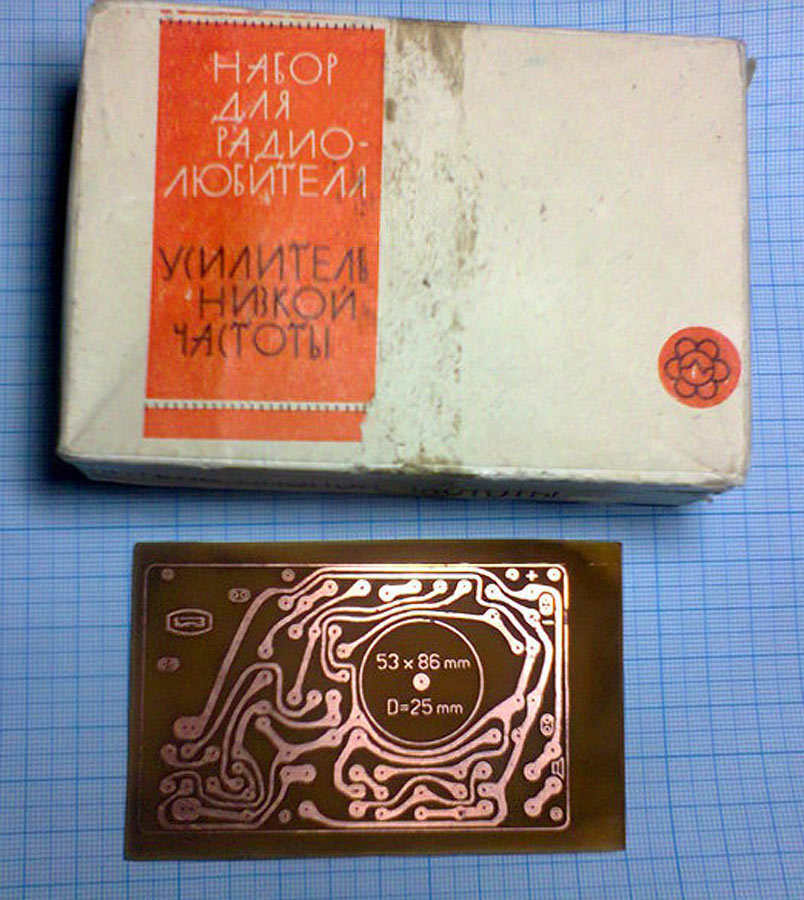 НАБОР
ДЛЯ
РАДИО-
ЛЮБИТЕЛЯ
УСИЛИТЕЛЬ
НИЗКОЙ
ЧАСТОТЫ
+
53 x 86 mm
D=25 mm